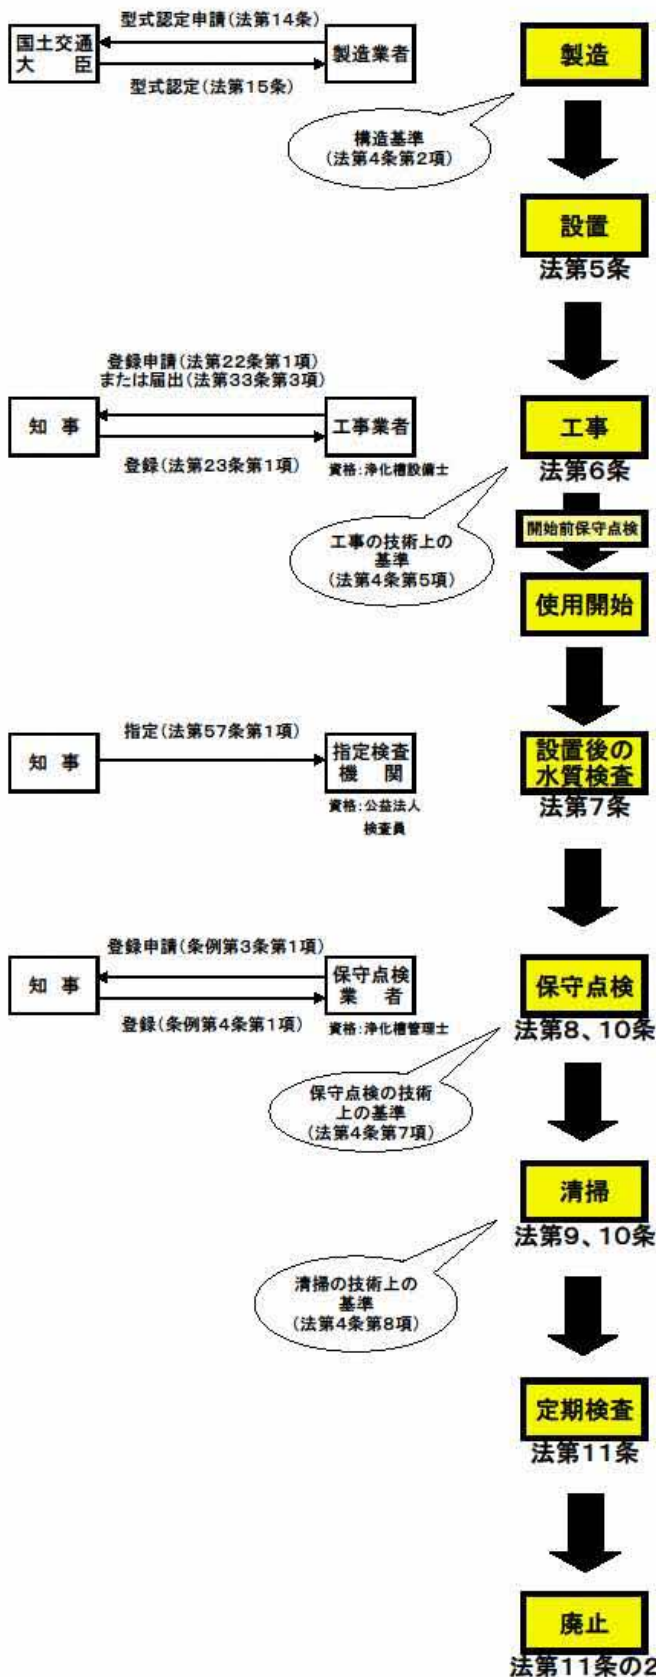 型式認定申請(法第14条)
国土交通
大 臣
製造業者
型式認定(法第15条)
製造
構造基準
(法第4条第2項)
設置
法第5条
登録申請(法第22条第1項)
または届出(法第33条第3項)
知 事
工事業者
登録(法第23条第1項)
資格:浄化槽設備士
工事
法第6条
工事の技術上の
基準
(法第4条第5項)
開始前保守点検
使用開始
指定(法第57条第1項)
知 事
指定検査
機 関
資格:公益法人
検査員
設置後の
水質検査
法第7条
登録申請(条例第3条第1項)
知 事
保守点検
業 者
登録(条例第4条第1項)
資格:浄化槽管理士
保守点検
法第8、10条
保守点検の技術
上の基準
(法第4条第7項)
清掃
法第9、10条
清掃の技術上の
基準
(法第4条第8項)
定期検査
法第11条
廃止
法第11条の2